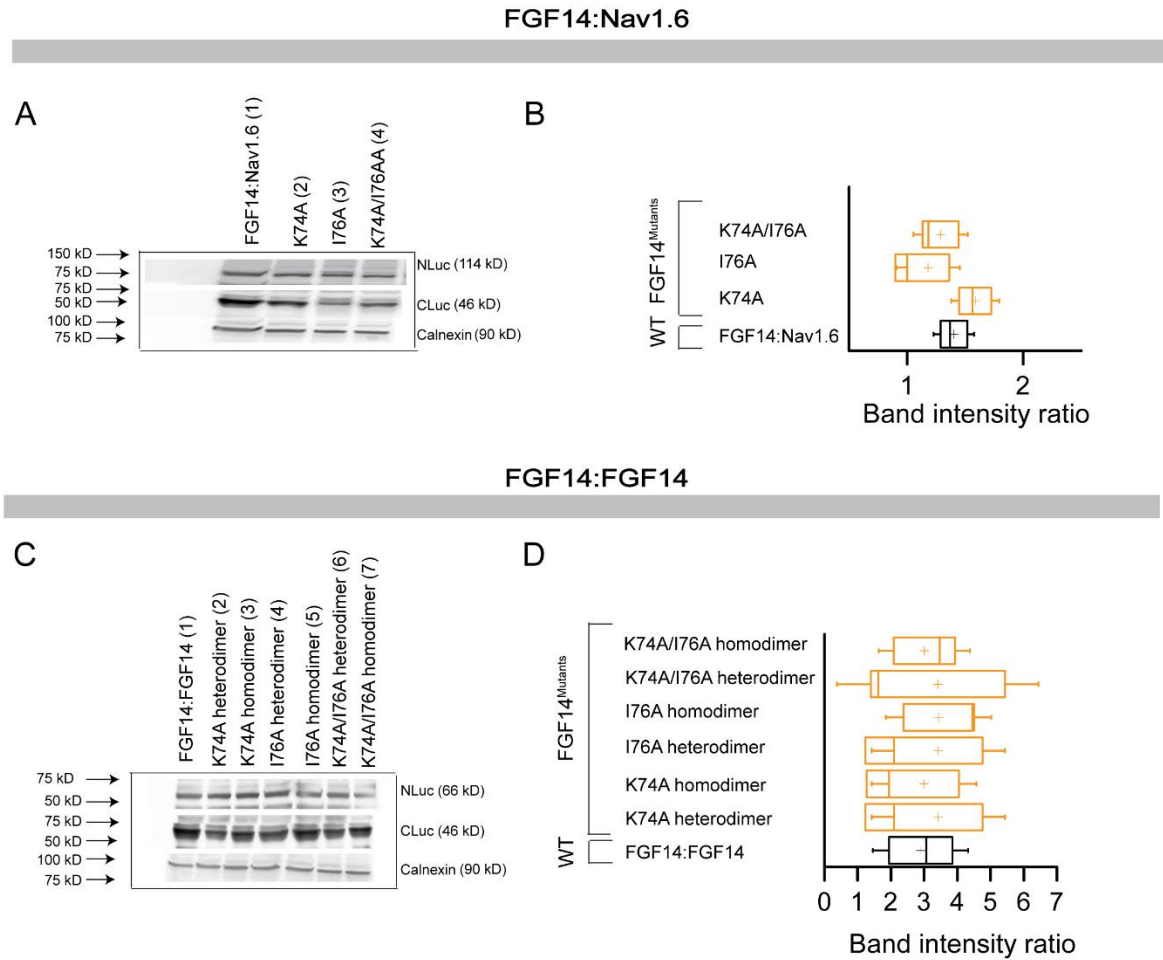 FGF14:Nav1.6
A
FGF14:Nav1.6 (1)
K74A (2)
I76A (3)
K74A/I76AA (4)
150 kD
75 kD
75 kD
50 kD
100 kD
75 kD
NLuc (114 kD)
CLuc (46 kD)
Calnexin (90 kD)
B
FGF14Mutants
WT
K74A/I76A
I76A
K74A
FGF14:Nav1.6
1 2
Band intensity ratio
FGF14:FGF14
C
FGF14:FGF14 (1)
K74A heterodimer (2)
K74A homodimer (3)
I76A heterodimer (4)
I76A homodimer (5)
K74A/I76A heterodimer (6)
K74A/I76A homodimer (7)
75 kD
50 kD
75 kD
50 kD
100 kD
75 kD
NLuc (66 kD)
CLuc (46 kD)
Calnexin (90 kD)
D
FGF14Mutants
WT
K74A/I76A homodimer
K74A/I76A heterodimer
I76A homodimer
I76A heterodimer
K74A homodimer
K74A heterodimer
FGF14:FGF14
0 1 2 3 4 5 6 7
Band intensity ratio